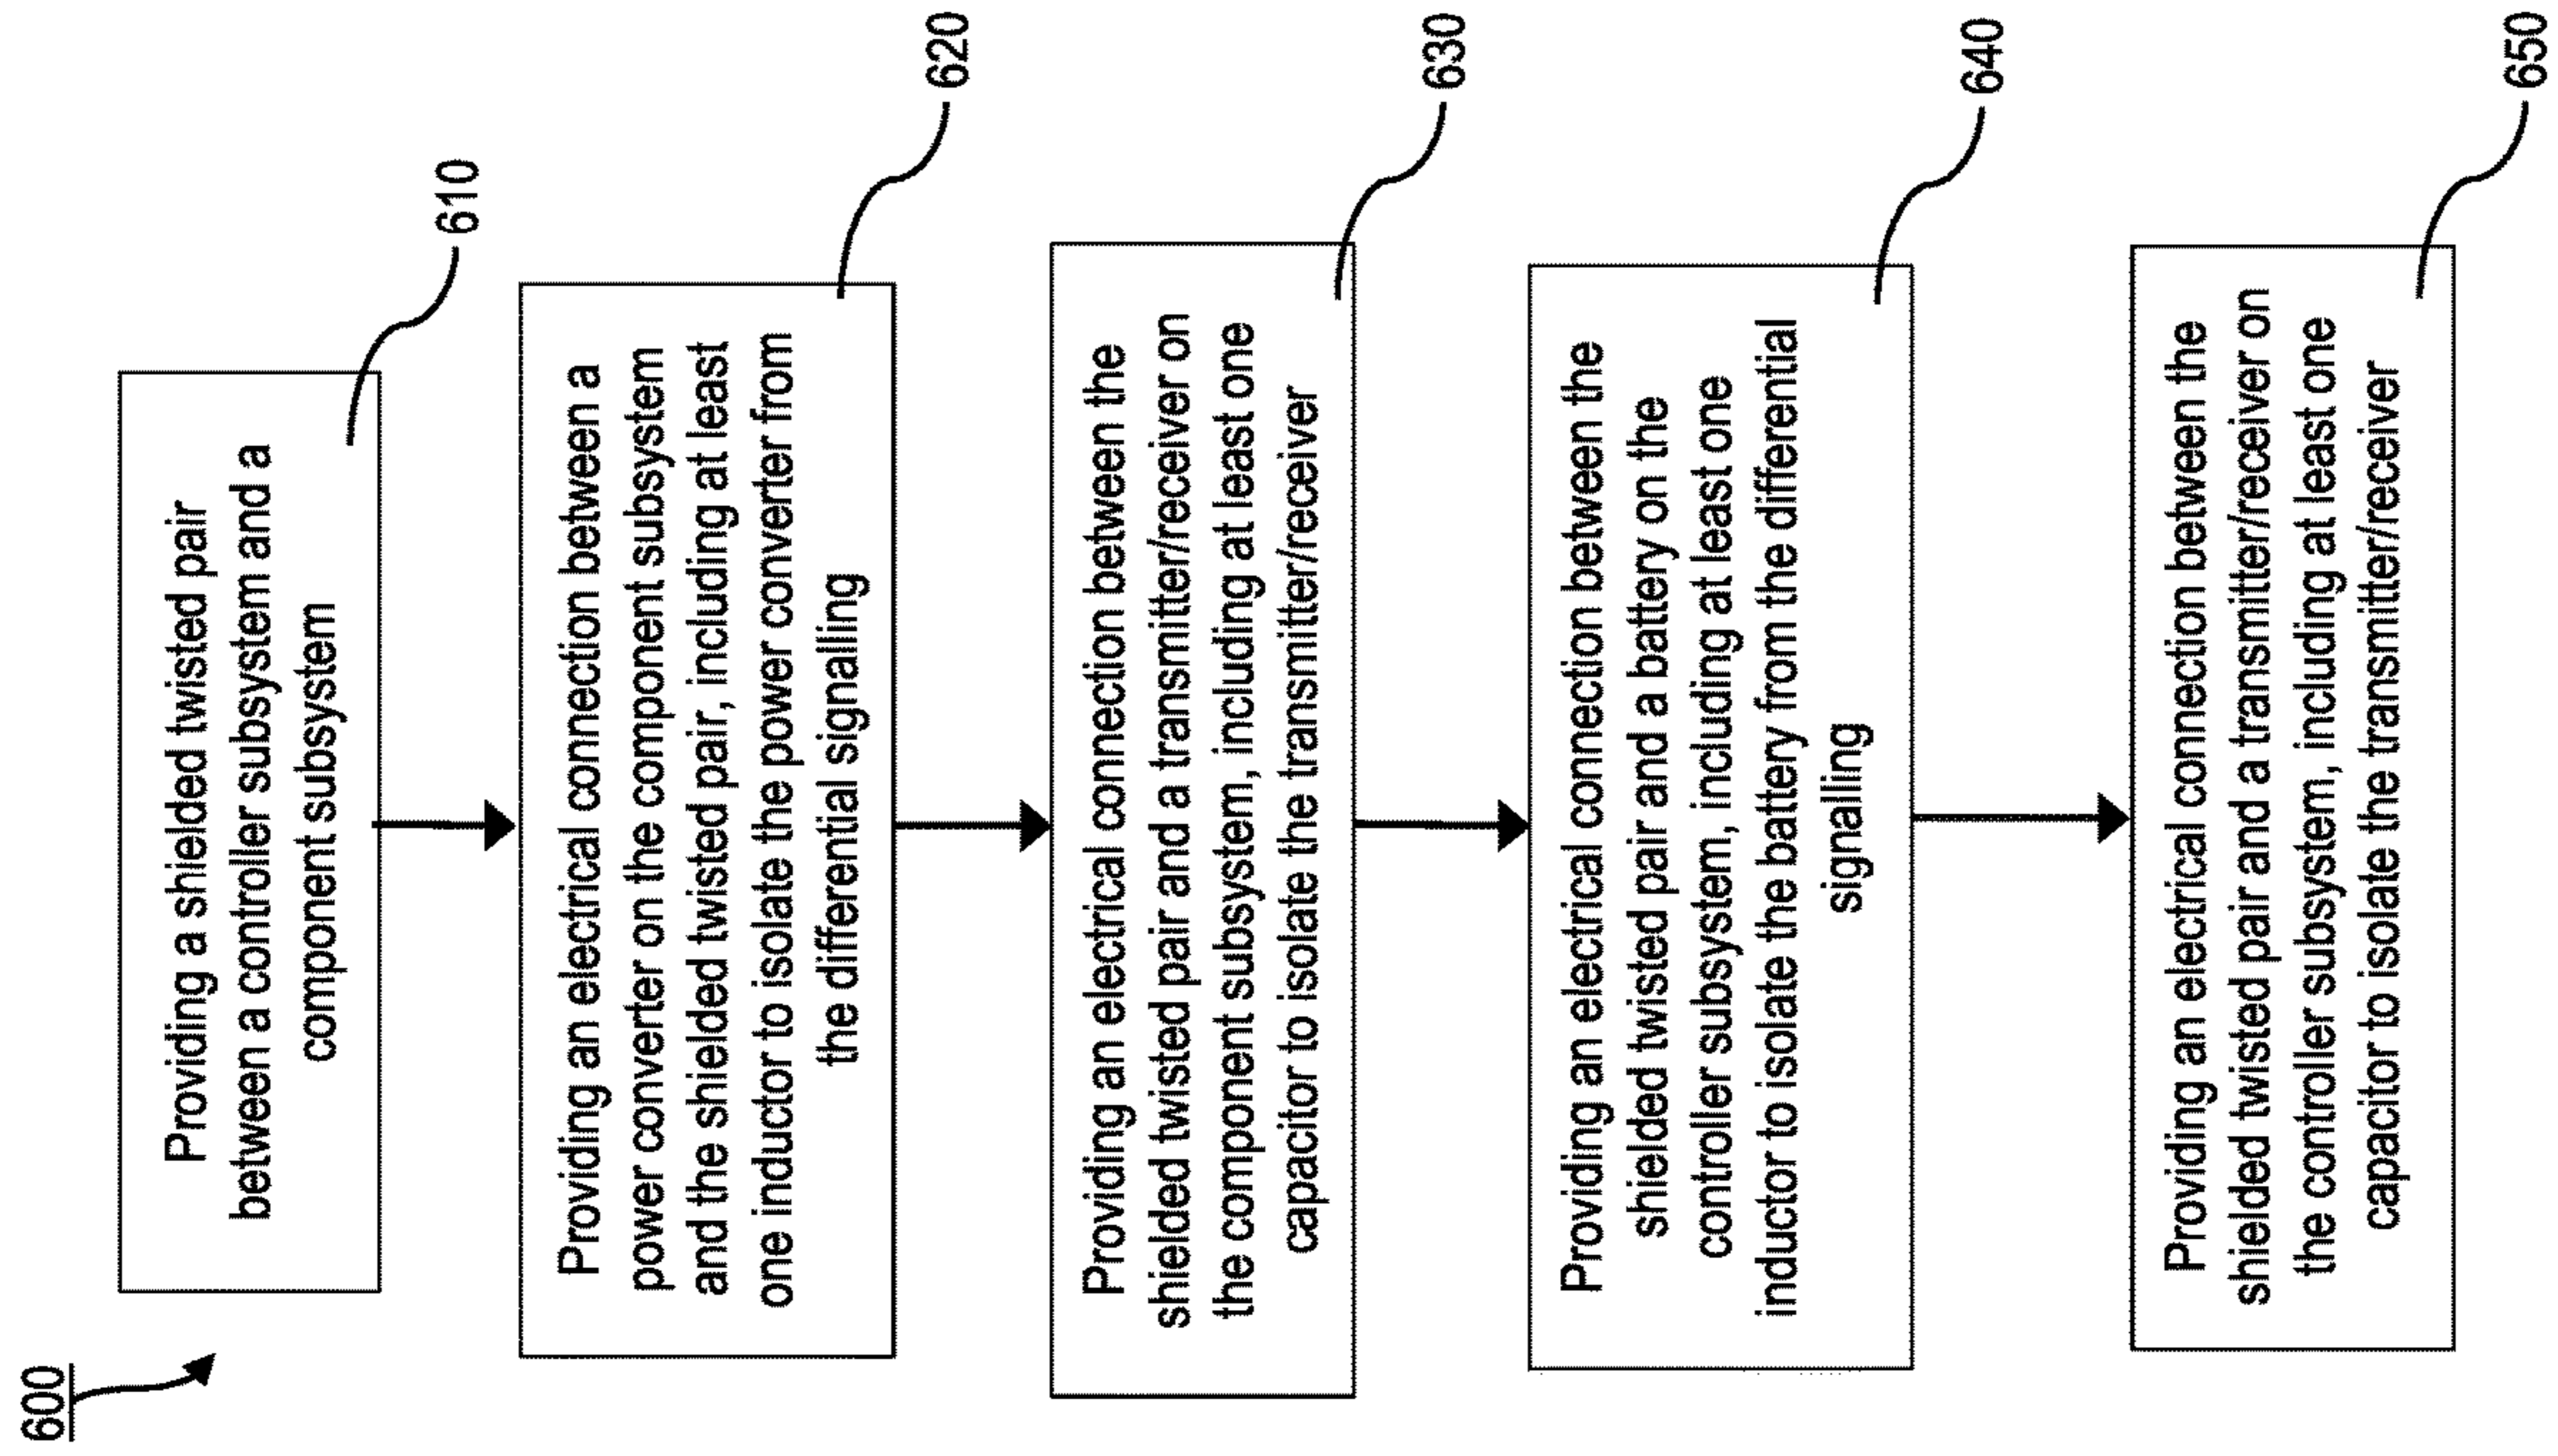 600
Providing a shielded twisted pair
between a controller subsystem and a
component subsystem
610
Providing an electrical connection between a
power converter on the component subsystem
and the shielded twisted pair, including at least
one inductor to isolate the power converter from
the differential signalling
620
Providing an electrical connection between the
shielded twisted pair and a transmitter/receiver on
the component subsystem, including at least one
capacitor to isolate the transmitter/receiver
630
Providing an electrical connection between the
shielded twisted pair and a battery on the
controller subsystem, including at least one
inductor to isolate the battery from the differential
signalling
640
Providing an electrical connection between the
shielded twisted pair and a transmitter/receiver on
the controller subsystem, including at least one
capacitor to isolate the transmitter/receiver
650